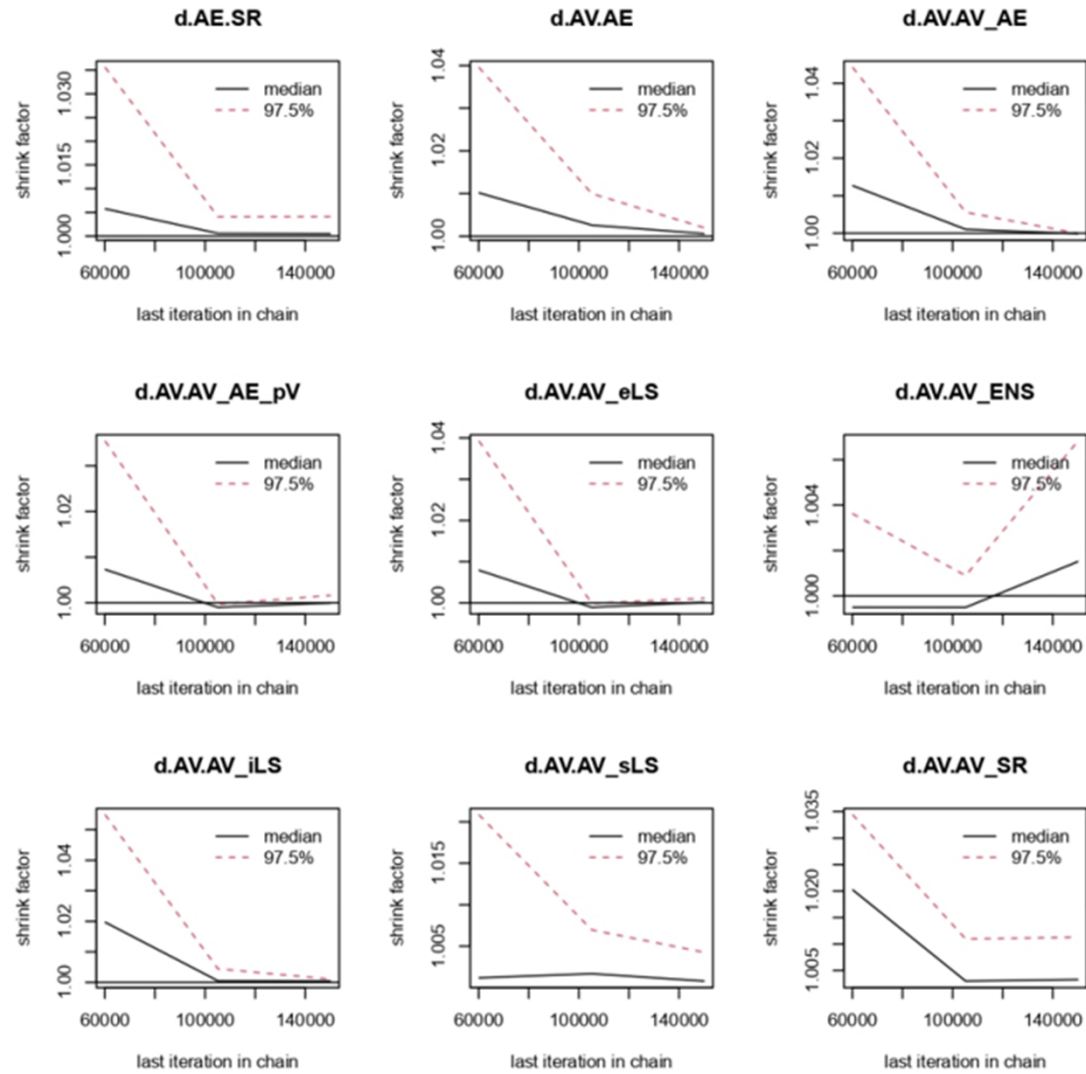 d.AE.SR
d.AV.AE
d.AV.AV_AE
shrink factor
1.000 1.015 1.030
median
97.5%
60000 100000 140000
last iteration in chain
shrink factor
1.00 1.02 1.04
median
97.5%
60000 100000 140000
last iteration in chain
shrink factor
1.00 1.02 1.04
median
97.5%
60000 100000 140000
last iteration in chain
d.AV.AV_AE_pV
d.AV.AV_eLS
d.AV.AV_ENS
shrink factor
1.00 1.02
median
97.5%
60000 100000 140000
last iteration in chain
shrink factor
1.00 1.02 1.04
median
97.5%
60000 100000 140000
last iteration in chain
shrink factor
1.000 1.004
median
97.5%
60000 100000 140000
last iteration in chain
d.AV.AV_iLS
d.AV.AV_sLS
d.AV.AV_SR
shrink factor
1.00 1.02 1.04
median
97.5%
60000 100000 140000
last iteration in chain
shrink factor
1.005 1.015
median
97.5%
60000 100000 140000
last iteration in chain
shrink factor
1.005 1.020 1.035
median
97.5%
60000 100000 140000
last iteration in chain